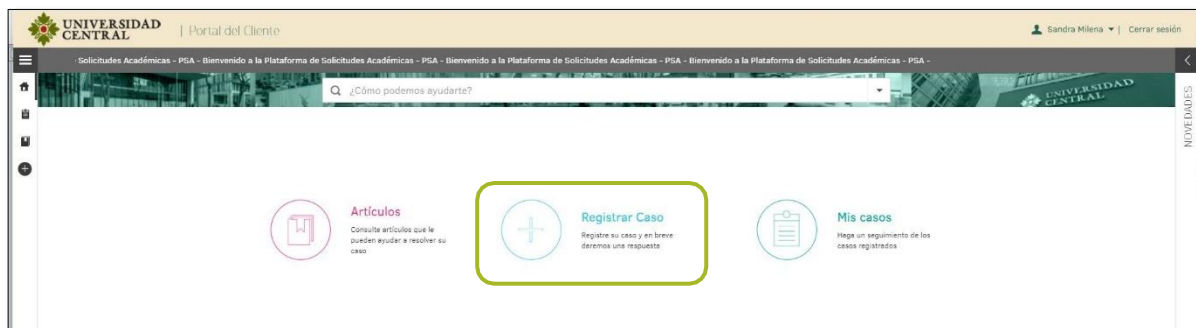 UNIVERSIDAD
CENTRAL
| Portal del Cliente
Sandra Milena | Cerrar sesión
· Solicitudes Académicas - PSA - Bienvenido a la Plataforma de Solicitudes Académicas - PSA - Bienvenido a la Plataforma de Solicitudes Académicas - PSA - Bienvenido a la Plataforma de Solicitudes Académicas - PSA -
¿Cómo podemos ayudarte?
UNIVERSIDAD
CENTRAL
NOVEDADES
Artículos
Consulte artículos que le
pueden ayudar a resolver su
caso
Registrar Caso
Registre su caso y en breve
daremos una respuesta
Mis casos
Haga un seguimiento de los
casos registrados